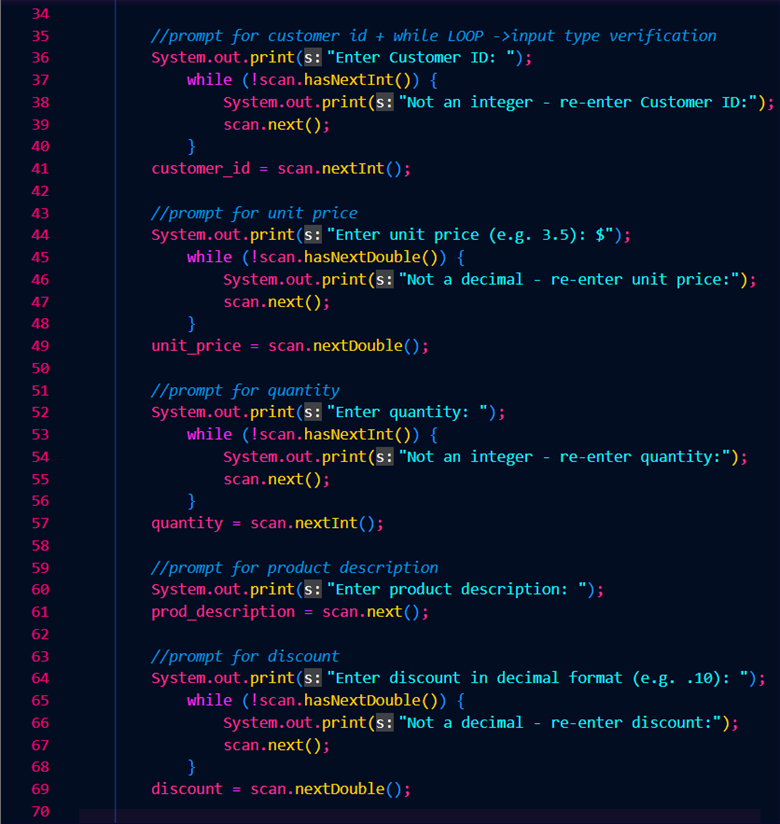 34
35 //prompt for customer id + while LOOP ->input type verification
36 System.out.print(s: "Enter Customer ID: ");
37 while (!scan.hasNextInt()) {
38 System.out.print(s: "Not an integer - re-enter Customer ID:");
39 scan.next();
40 }
41 customer_id = scan.nextInt();
42
43 //prompt for unit price
44 System.out.print(s: "Enter unit price (e.g. 3.5): $");
45 while (!scan.hasNextDouble()) {
46 System.out.print(s: "Not a decimal - re-enter unit price:");
47 scan.next();
48 }
49 unit_price = scan.nextDouble();
50
51 //prompt for quantity
52 System.out.print(s: "Enter quantity: ");
53 while (!scan.hasNextInt()) {
54 System.out.print(s: "Not an integer - re-enter quantity:");
55 scan.next();
56 }
57 quantity = scan.nextInt();
58
59 //prompt for product description
60 System.out.print(s: "Enter product description: ");
61 prod_description = scan.next();
62
63 //prompt for discount
64 System.out.print(s: "Enter discount in decimal format (e.g. .10): ");
65 while (!scan.hasNextDouble()) {
66 System.out.print(s: "Not a decimal - re-enter discount:");
67 scan.next();
68 }
69 discount = scan.nextDouble();
70